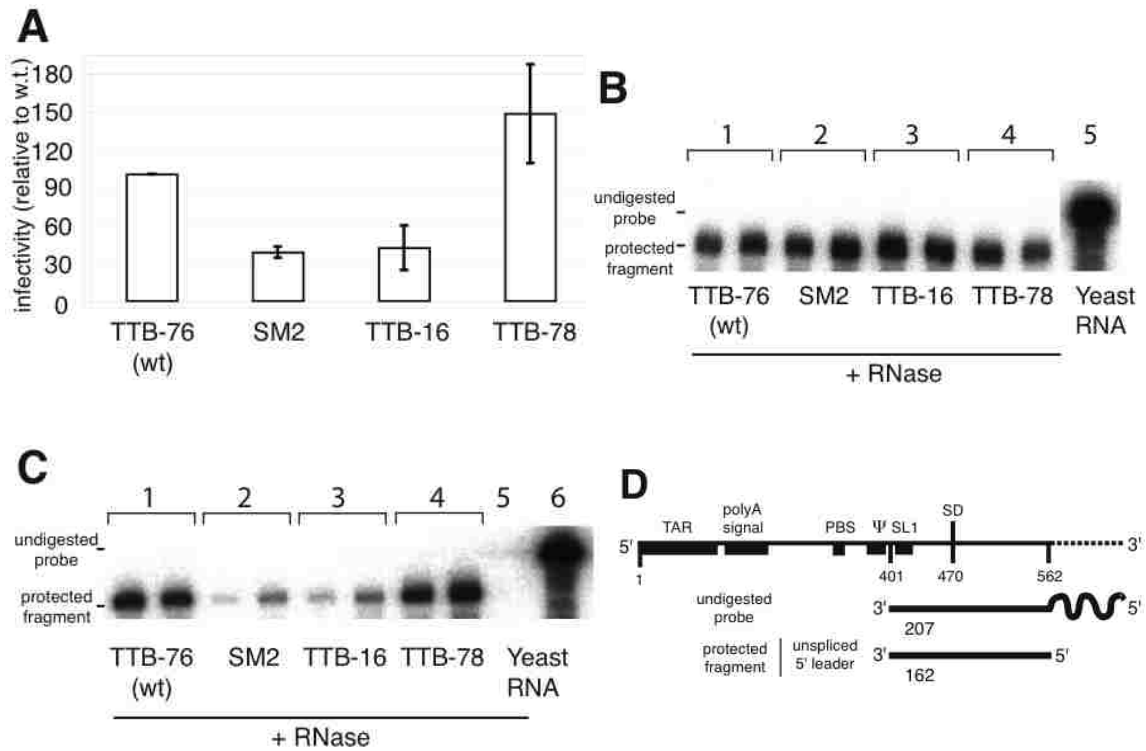 A
infectivity (relative to w.t.)
180
150
120
90
60
30
0
TTB-76 SM2 TTB-16 TTB-78
(wt)
B
1 2 3 4 5
undigested
probe
protected
fragment
TTB-76 SM2 TTB-16 TTB-78 Yeast
(wt) RNA
+ RNase
C
1 2 3 4 5 6
undigested
probe
protected
fragment
TTB-76 SM2 TTB-16 TTB-78 Yeast
(wt) RNA
+ RNase
D
TAR polyA signal PBS Ψ SL1 SD
5' 3'
1 401 470 562
undigested
probe
3' 5'
207
protected
fragment
unspliced
5' leader
3' 5'
162